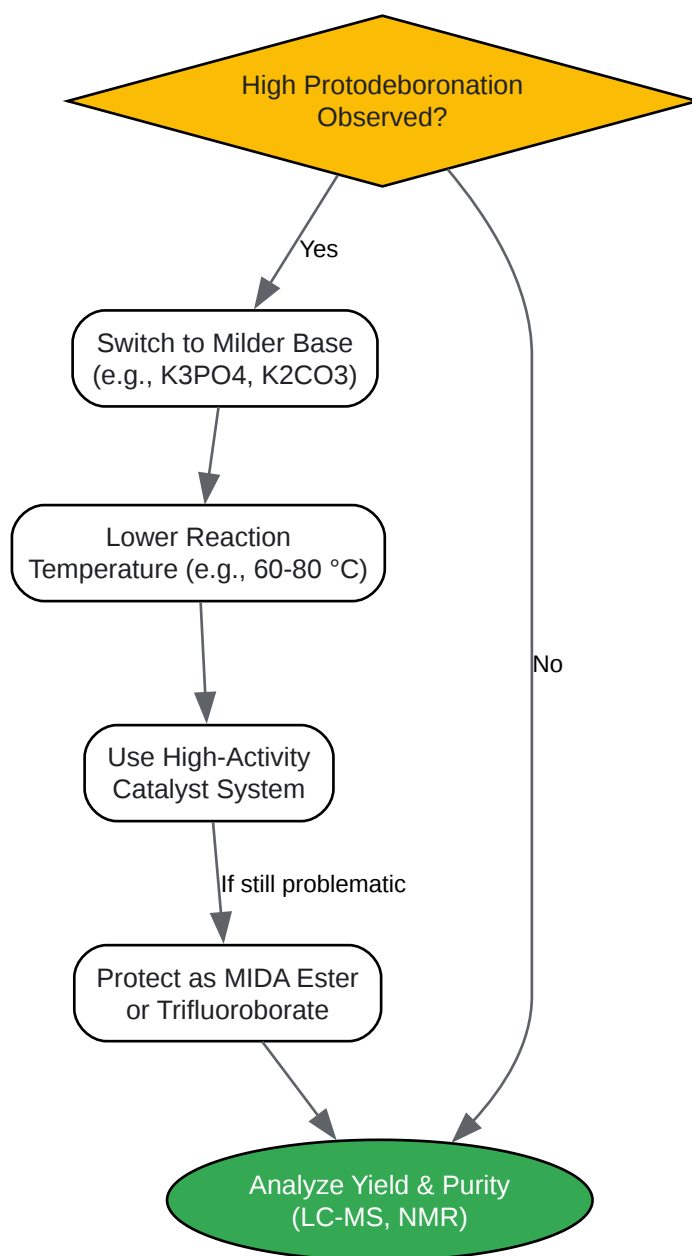 High Protodeboronation
Observed?
Yes
Switch to Milder Base
(e.g., K3PO4, K2CO3)
Lower Reaction
Temperature (e.g., 60-80 °C)
No
Use High-Activity
Catalyst System
If still problematic
Protect as MIDA Ester
or Trifluoroborate
Analyze Yield & Purity
(LC-MS, NMR)